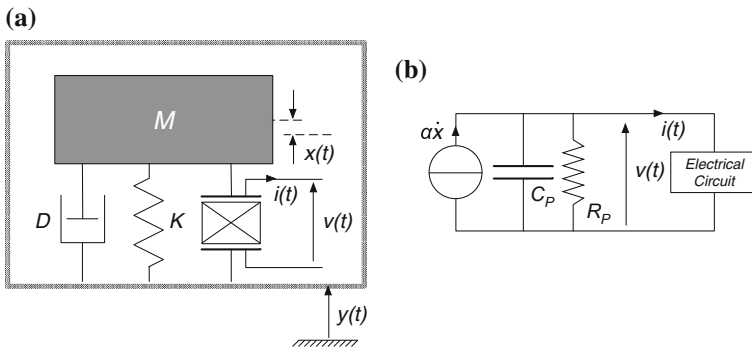 (a)
M
x(t)
i(t)
D
K
v(t)
y(t)
(b)
αẋ
i(t)
C_P
R_P
v(t)
Electrical
Circuit